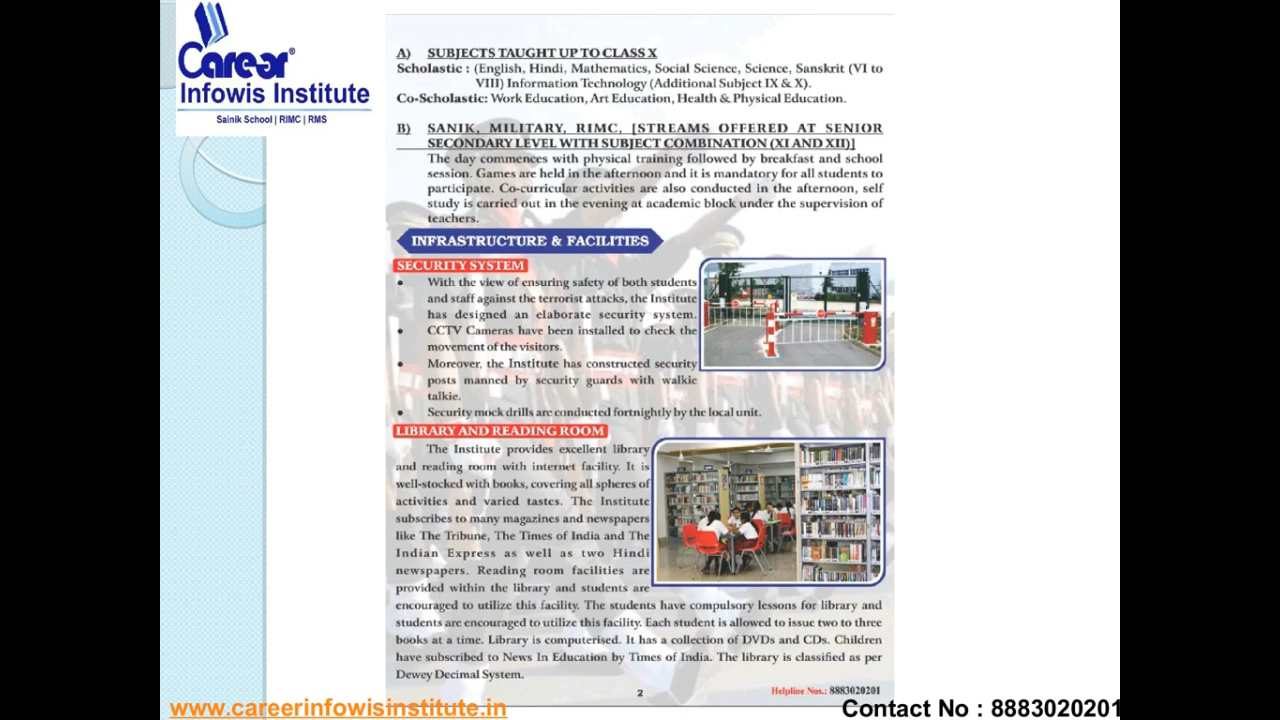 Career®
Infowis Institute
Sainik School | RIMC | RMS
A) SUBJECTS TAUGHT UP TO CLASS X
Scholastic : (English, Hindi, Mathematics, Social Science, Science, Sanskrit (VI to
VIII) Information Technology (Additional Subject IX & X).
Co-Scholastic: Work Education, Art Education, Health & Physical Education.
B) SANIK, MILITARY, RIMC, [STREAMS OFFERED AT SENIOR
SECONDARY LEVEL WITH SUBJECT COMBINATION (XI AND XII)]
The day commences with physical training followed by breakfast and school
session. Games are held in the afternoon and it is mandatory for all students to
participate. Co-curricular activities are also conducted in the afternoon, self
study is carried out in the evening at academic block under the supervision of
teachers.
INFRASTRUCTURE & FACILITIES
SECURITY SYSTEM
• With the view of ensuring safety of both students
and staff against the terrorist attacks, the Institute
has designed an elaborate security system.
• CCTV Cameras have been installed to check the
movement of the visitors.
• Moreover, the Institute has constructed security
posts manned by security guards with walkie
talkie.
• Security mock drills are conducted fortnightly by the local unit.
LIBRARY AND READING ROOM
The Institute provides excellent library
and reading room with internet facility. It is
well-stocked with books, covering all spheres of
activities and varied tastes. The Institute
subscribes to many magazines and newspapers
like The Tribune, The Times of India and The
Indian Express as well as two Hindi
newspapers. Reading room facilities are
provided within the library and students are
encouraged to utilize this facility. The students have compulsory lessons for library and
students are encouraged to utilize this facility. Each student is allowed to issue two to three
books at a time. Library is computerised. It has a collection of DVDs and CDs. Children
have subscribed to News In Education by Times of India. The library is classified as per
Dewey Decimal System.
2
Helpline Nos.: 8883020201
www.careerinfowisinstitute.in
Contact No : 8883020201